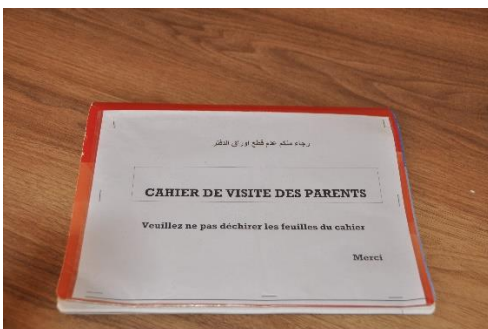 رجاء منكم عدم قطع اوراق الدفتر
CAHIER DE VISITE DES PARENTS
Veuillez ne pas déchirer les feuilles du cahier
Merci